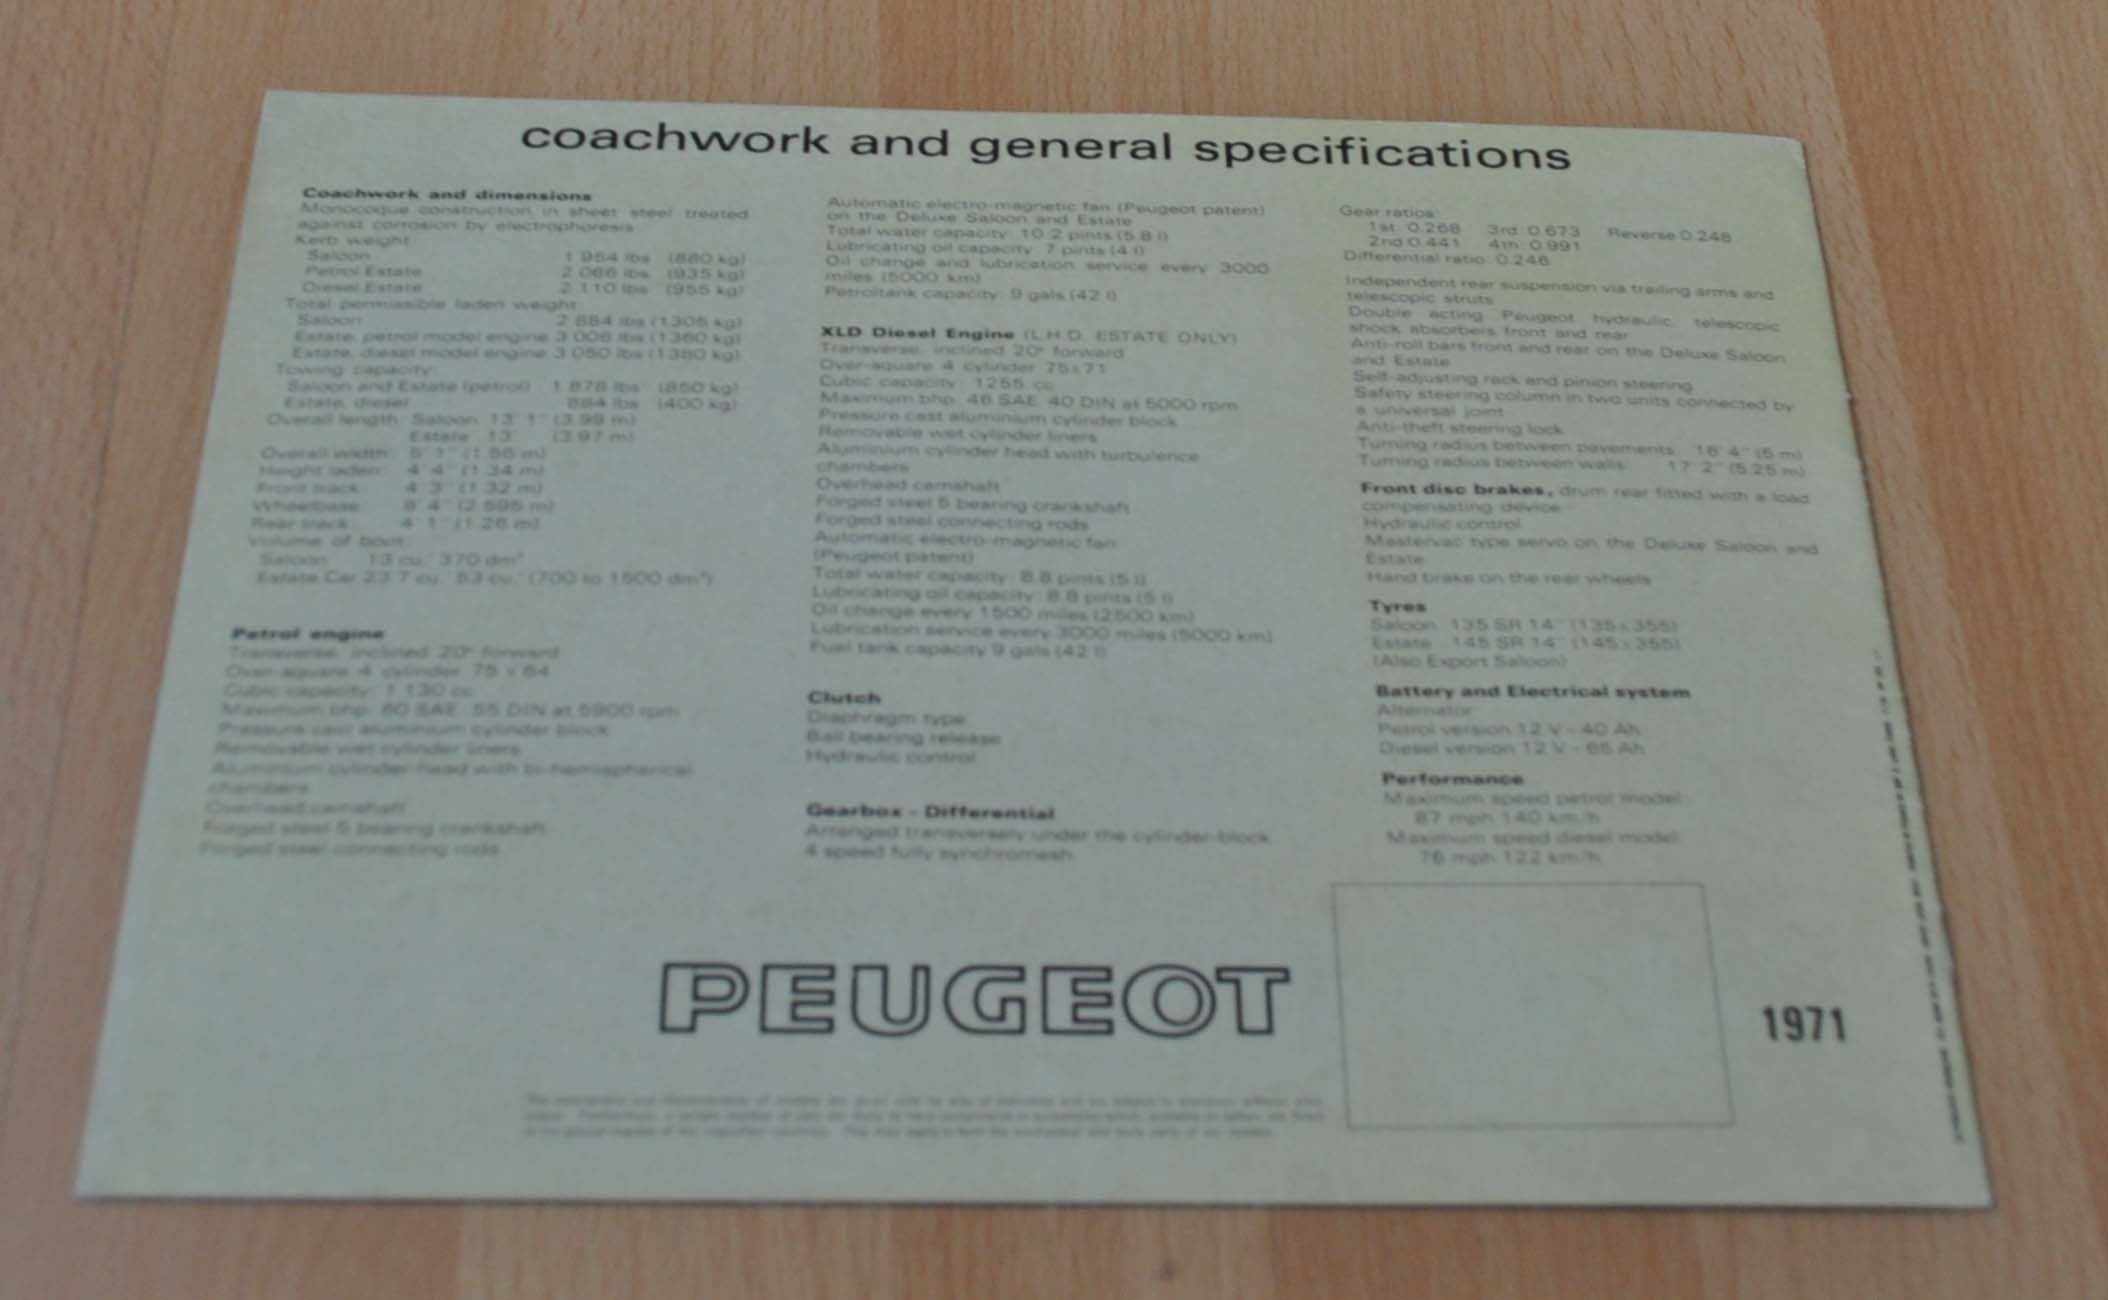 coachwork and general specifications
Coachwork and dimensions
Monocoque construction in sheet steel treated
against corrosion by electrophoresis
Kerb weight:
Saloon 1 954 lbs (880 kg)
Petrol Estate 2 066 lbs (935 kg)
Diesel Estate 2 110 lbs (955 kg)
Total permissible laden weight:
Saloon 2 884 lbs (1305 kg)
Estate, petrol model engine 3 006 lbs (1360 kg)
Estate, diesel model engine 3 050 lbs (1380 kg)
Towing capacity:
Saloon and Estate (petrol) 1 878 lbs (850 kg)
Estate, diesel 884 lbs (400 kg)
Overall length: Saloon 13' 1" (3.99 m)
Estate 13' (3.97 m)
Overall width: 5' 1" (1.56 m)
Height laden: 4' 4" (1.34 m)
Front track: 4' 3" (1.32 m)
Wheelbase: 8' 4" (2.595 m)
Rear track: 4' 1" (1.26 m)
Volume of boot:
Saloon 13 cu.' 370 dm³
Estate Car 23.7 cu.' 53 cu.' (700 to 1500 dm³)
Petrol engine
Transverse, inclined 20° forward
Over-square 4 cylinder 75 x 64
Cubic capacity: 1 130 cc
Maximum bhp: 60 SAE 55 DIN at 5900 rpm
Pressure cast aluminium cylinder block
Removable wet cylinder liners
Aluminium cylinder-head with bi-hemispherical
chambers
Overhead camshaft
Forged steel 5 bearing crankshaft
Forged steel connecting rods
Automatic electro-magnetic fan (Peugeot patent)
on the Deluxe Saloon and Estate
Total water capacity: 10.2 pints (5.8 l)
Lubricating oil capacity: 7 pints (4 l)
Oil change and lubrication service every 3000
miles (5000 km)
Petroltank capacity: 9 gals (42 l)
XLD Diesel Engine (L.H.D. ESTATE ONLY)
Transverse, inclined 20° forward
Over-square 4 cylinder 75x71
Cubic capacity: 1255 cc
Maximum bhp: 46 SAE 40 DIN at 5000 rpm
Pressure cast aluminium cylinder block
Removable wet cylinder liners
Aluminium cylinder head with turbulence
chambers
Overhead camshaft
Forged steel 5 bearing crankshaft
Forged steel connecting rods
Automatic electro-magnetic fan
(Peugeot patent)
Total water capacity: 8.8 pints (5 l)
Lubricating oil capacity: 8.8 pints (5 l)
Oil change every 1500 miles (2500 km)
Lubrication service every 3000 miles (5000 km)
Fuel tank capacity 9 gals (42 l)
Clutch
Diaphragm type
Ball bearing release
Hydraulic control
Gearbox - Differential
Arranged transversely under the cylinder-block
4 speed fully synchromesh
Gear ratios:
1st: 0.268 3rd: 0.673 Reverse 0.248
2nd 0.441 4th: 0.991
Differential ratio: 0.246
Independent rear suspension via trailing arms and
telescopic struts
Double acting Peugeot hydraulic, telescopic
shock absorbers front and rear
Anti-roll bars front and rear on the Deluxe Saloon
and Estate
Self-adjusting rack and pinion steering
Safety steering column in two units connected by
a universal joint
Anti-theft steering lock
Turning radius between pavements: 16' 4" (5 m)
Turning radius between walls: 17' 2" (5.25 m)
Front disc brakes, drum rear fitted with a load
compensating device
Hydraulic control
Mastervac type servo on the Deluxe Saloon and
Estate
Hand brake on the rear wheels
Tyres
Saloon 135 SR 14" (135 x 355)
Estate 145 SR 14" (145 x 355)
(Also Export Saloon)
Battery and Electrical system
Alternator
Petrol version 12 V - 40 Ah
Diesel version 12 V - 65 Ah
Performance
Maximum speed petrol model:
87 mph 140 km/h
Maximum speed diesel model:
76 mph 122 km/h
PEUGEOT
1971